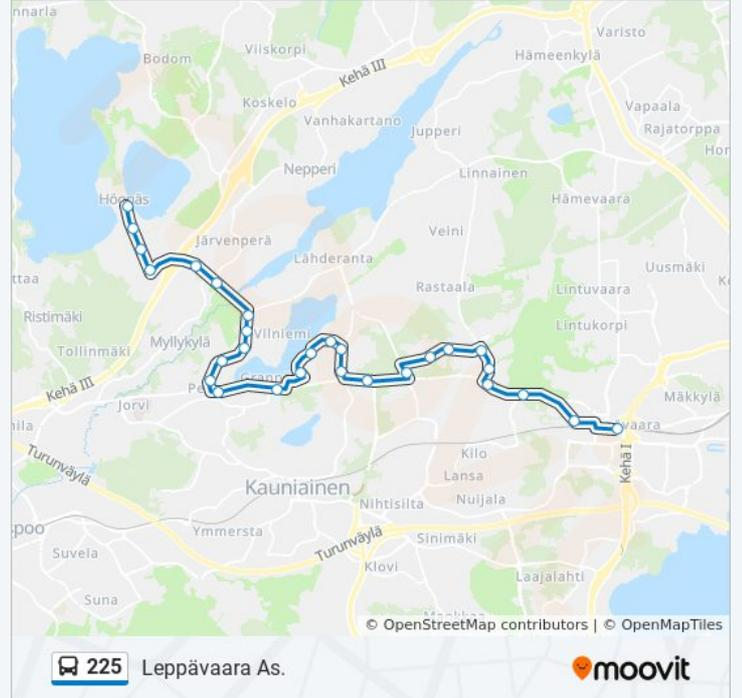 nnarla
Varisto
Viiskorpi
Bodom
Hämeenkylä
Kehä III
Koskelo
Vapaala
Vanhakartano
Jupperi
Rajatorppa
Hor
Nepperi
Linnainen
Högnäs
Hämevaara
Veini
Järvenperä
Lähderanta
Uusmäki
ttaa
Rastaala
Lintuvaara
Ristimäki
Lintukorpi
Vilniemi
Myllykylä
Tollinmäki
Kehä III
Mäkkylä
Jorvi
Turunväylä
Kilo
Kehä I
Lansa
Kauniainen
Nuijala
Nihtisilta
Ymmersta
Sinimäki
Turunväylä
Suvela
Klovi
Laajalahti
Suna
© OpenStreetMap contributors | © OpenMapTiles
225 Leppävaara As.
moovit